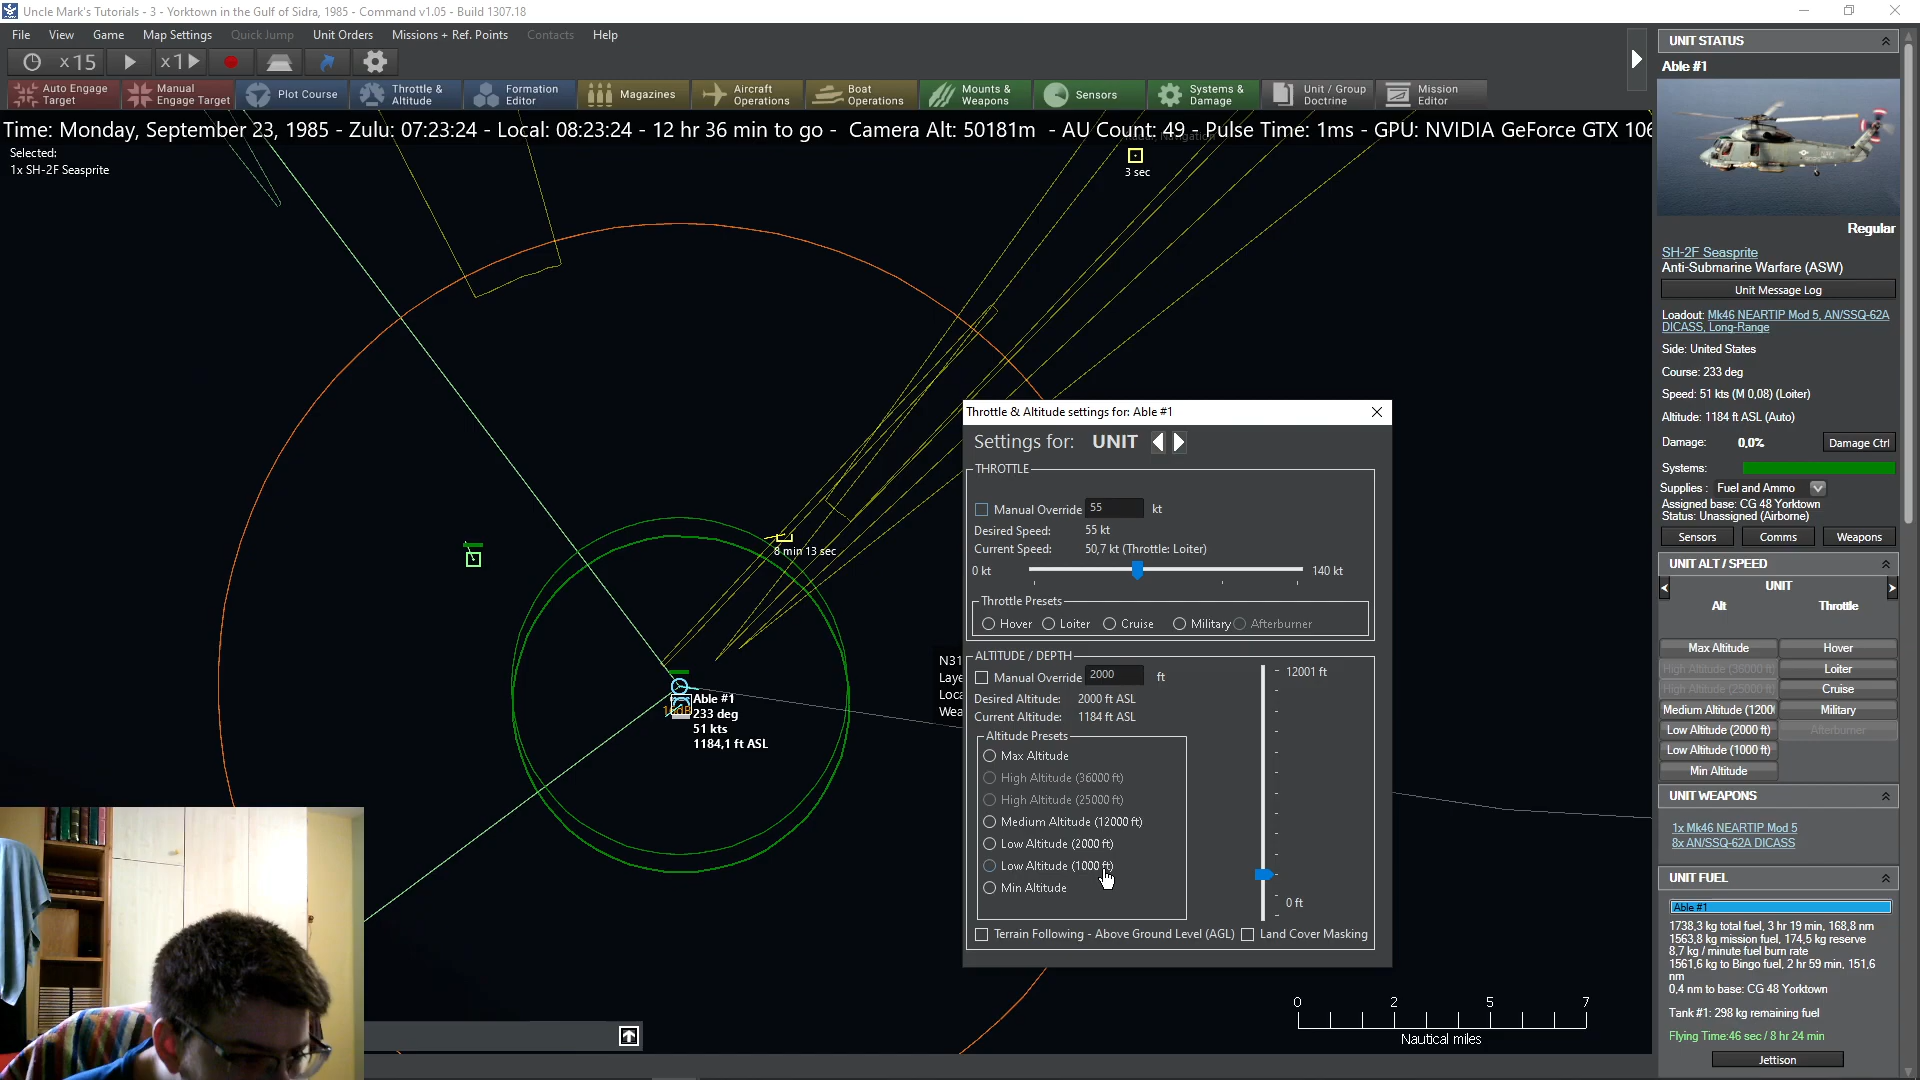 Uncle Mark's Tutorials - 3 - Yorktown in the Gulf of Sidra, 1985 - Command v1.05 - Build 1307.18
File View Game Map Settings Quick Jump Unit Orders Missions + Ref. Points Contacts Help
x 15 x 1
Auto Engage Target
Manual Engage Target
Plot Course
Throttle & Altitude
Formation Editor
Magazines
Aircraft Operations
Boat Operations
Mounts & Weapons
Sensors
Systems & Damage
Unit / Group Doctrine
Mission Editor
Time: Monday, September 23, 1985 - Zulu: 07:23:24 - Local: 08:23:24 - 12 hr 36 min to go - Camera Alt: 50181m - AU Count: 49 - Pulse Time: 1ms - GPU: NVIDIA GeForce GTX 106
Selected:
1x SH-2F Seasprite
3 sec
8 min 13 sec
N31
Laye
Loca
Wea
Able #1
233 deg
51 kts
1184,1 ft ASL
Throttle & Altitude settings for: Able #1
Settings for: UNIT
THROTTLE
Manual Override 55 kt
Desired Speed: 55 kt
Current Speed: 50,7 kt (Throttle: Loiter)
0 kt 140 kt
Throttle Presets
Hover Loiter Cruise Military Afterburner
ALTITUDE / DEPTH
Manual Override 2000 ft
12001 ft
Desired Altitude: 2000 ft ASL
Current Altitude: 1184 ft ASL
Altitude Presets
Max Altitude
High Altitude (36000 ft)
High Altitude (25000 ft)
Medium Altitude (12000 ft)
Low Altitude (2000 ft)
Low Altitude (1000 ft)
Min Altitude
0 ft
Terrain Following - Above Ground Level (AGL) Land Cover Masking
0 2 5 7
Nautical miles
UNIT STATUS
Able #1
Regular
SH-2F Seasprite
Anti-Submarine Warfare (ASW)
Unit Message Log
Loadout: Mk46 NEARTIP Mod 5, AN/SSQ-62A
DICASS, Long-Range
Side: United States
Course: 233 deg
Speed: 51 kts (M 0,08) (Loiter)
Altitude: 1184 ft ASL (Auto)
Damage: 0,0% Damage Ctrl
Systems:
Supplies : Fuel and Ammo
Assigned base: CG 48 Yorktown
Status: Unassigned (Airborne)
Sensors Comms Weapons
UNIT ALT / SPEED
UNIT
Alt Throttle
Max Altitude Hover
High Altitude (36000 ft) Loiter
High Altitude (25000 ft) Cruise
Medium Altitude (1200( Military
Low Altitude (2000 ft) Afterburner
Low Altitude (1000 ft)
Min Altitude
UNIT WEAPONS
1x Mk46 NEARTIP Mod 5
8x AN/SSQ-62A DICASS
UNIT FUEL
Able #1
1738,3 kg total fuel, 3 hr 19 min, 168,8 nm
1563,8 kg mission fuel, 174,5 kg reserve
8,7 kg / minute fuel burn rate
1561,6 kg to Bingo fuel, 2 hr 59 min, 151,6
nm
0,4 nm to base: CG 48 Yorktown
Tank #1: 298 kg remaining fuel
Flying Time:46 sec / 8 hr 24 min
Jettison